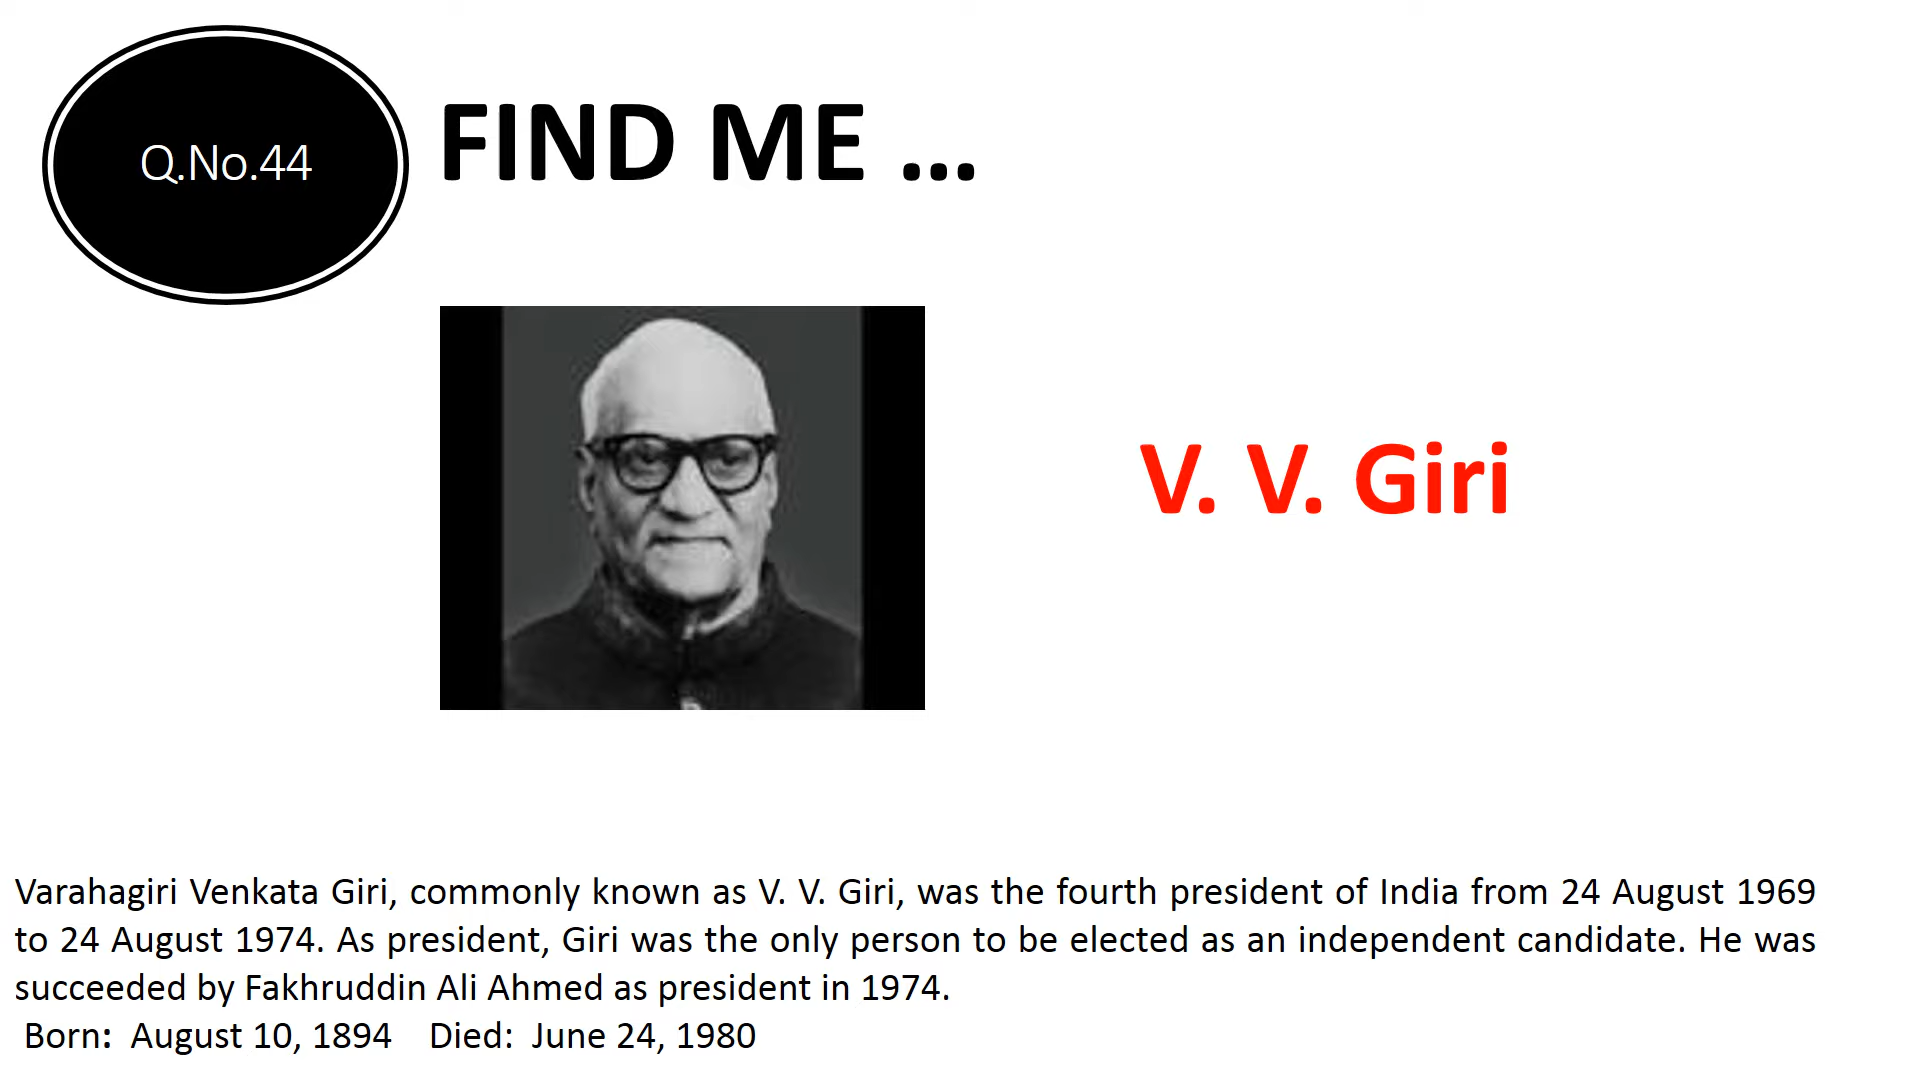 Q.No.44
FIND ME ...
V. V. Giri
Varahagiri Venkata Giri, commonly known as V. V. Giri, was the fourth president of India from 24 August 1969
to 24 August 1974. As president, Giri was the only person to be elected as an independent candidate. He was
succeeded by Fakhruddin Ali Ahmed as president in 1974.
Born: August 10, 1894 Died: June 24, 1980